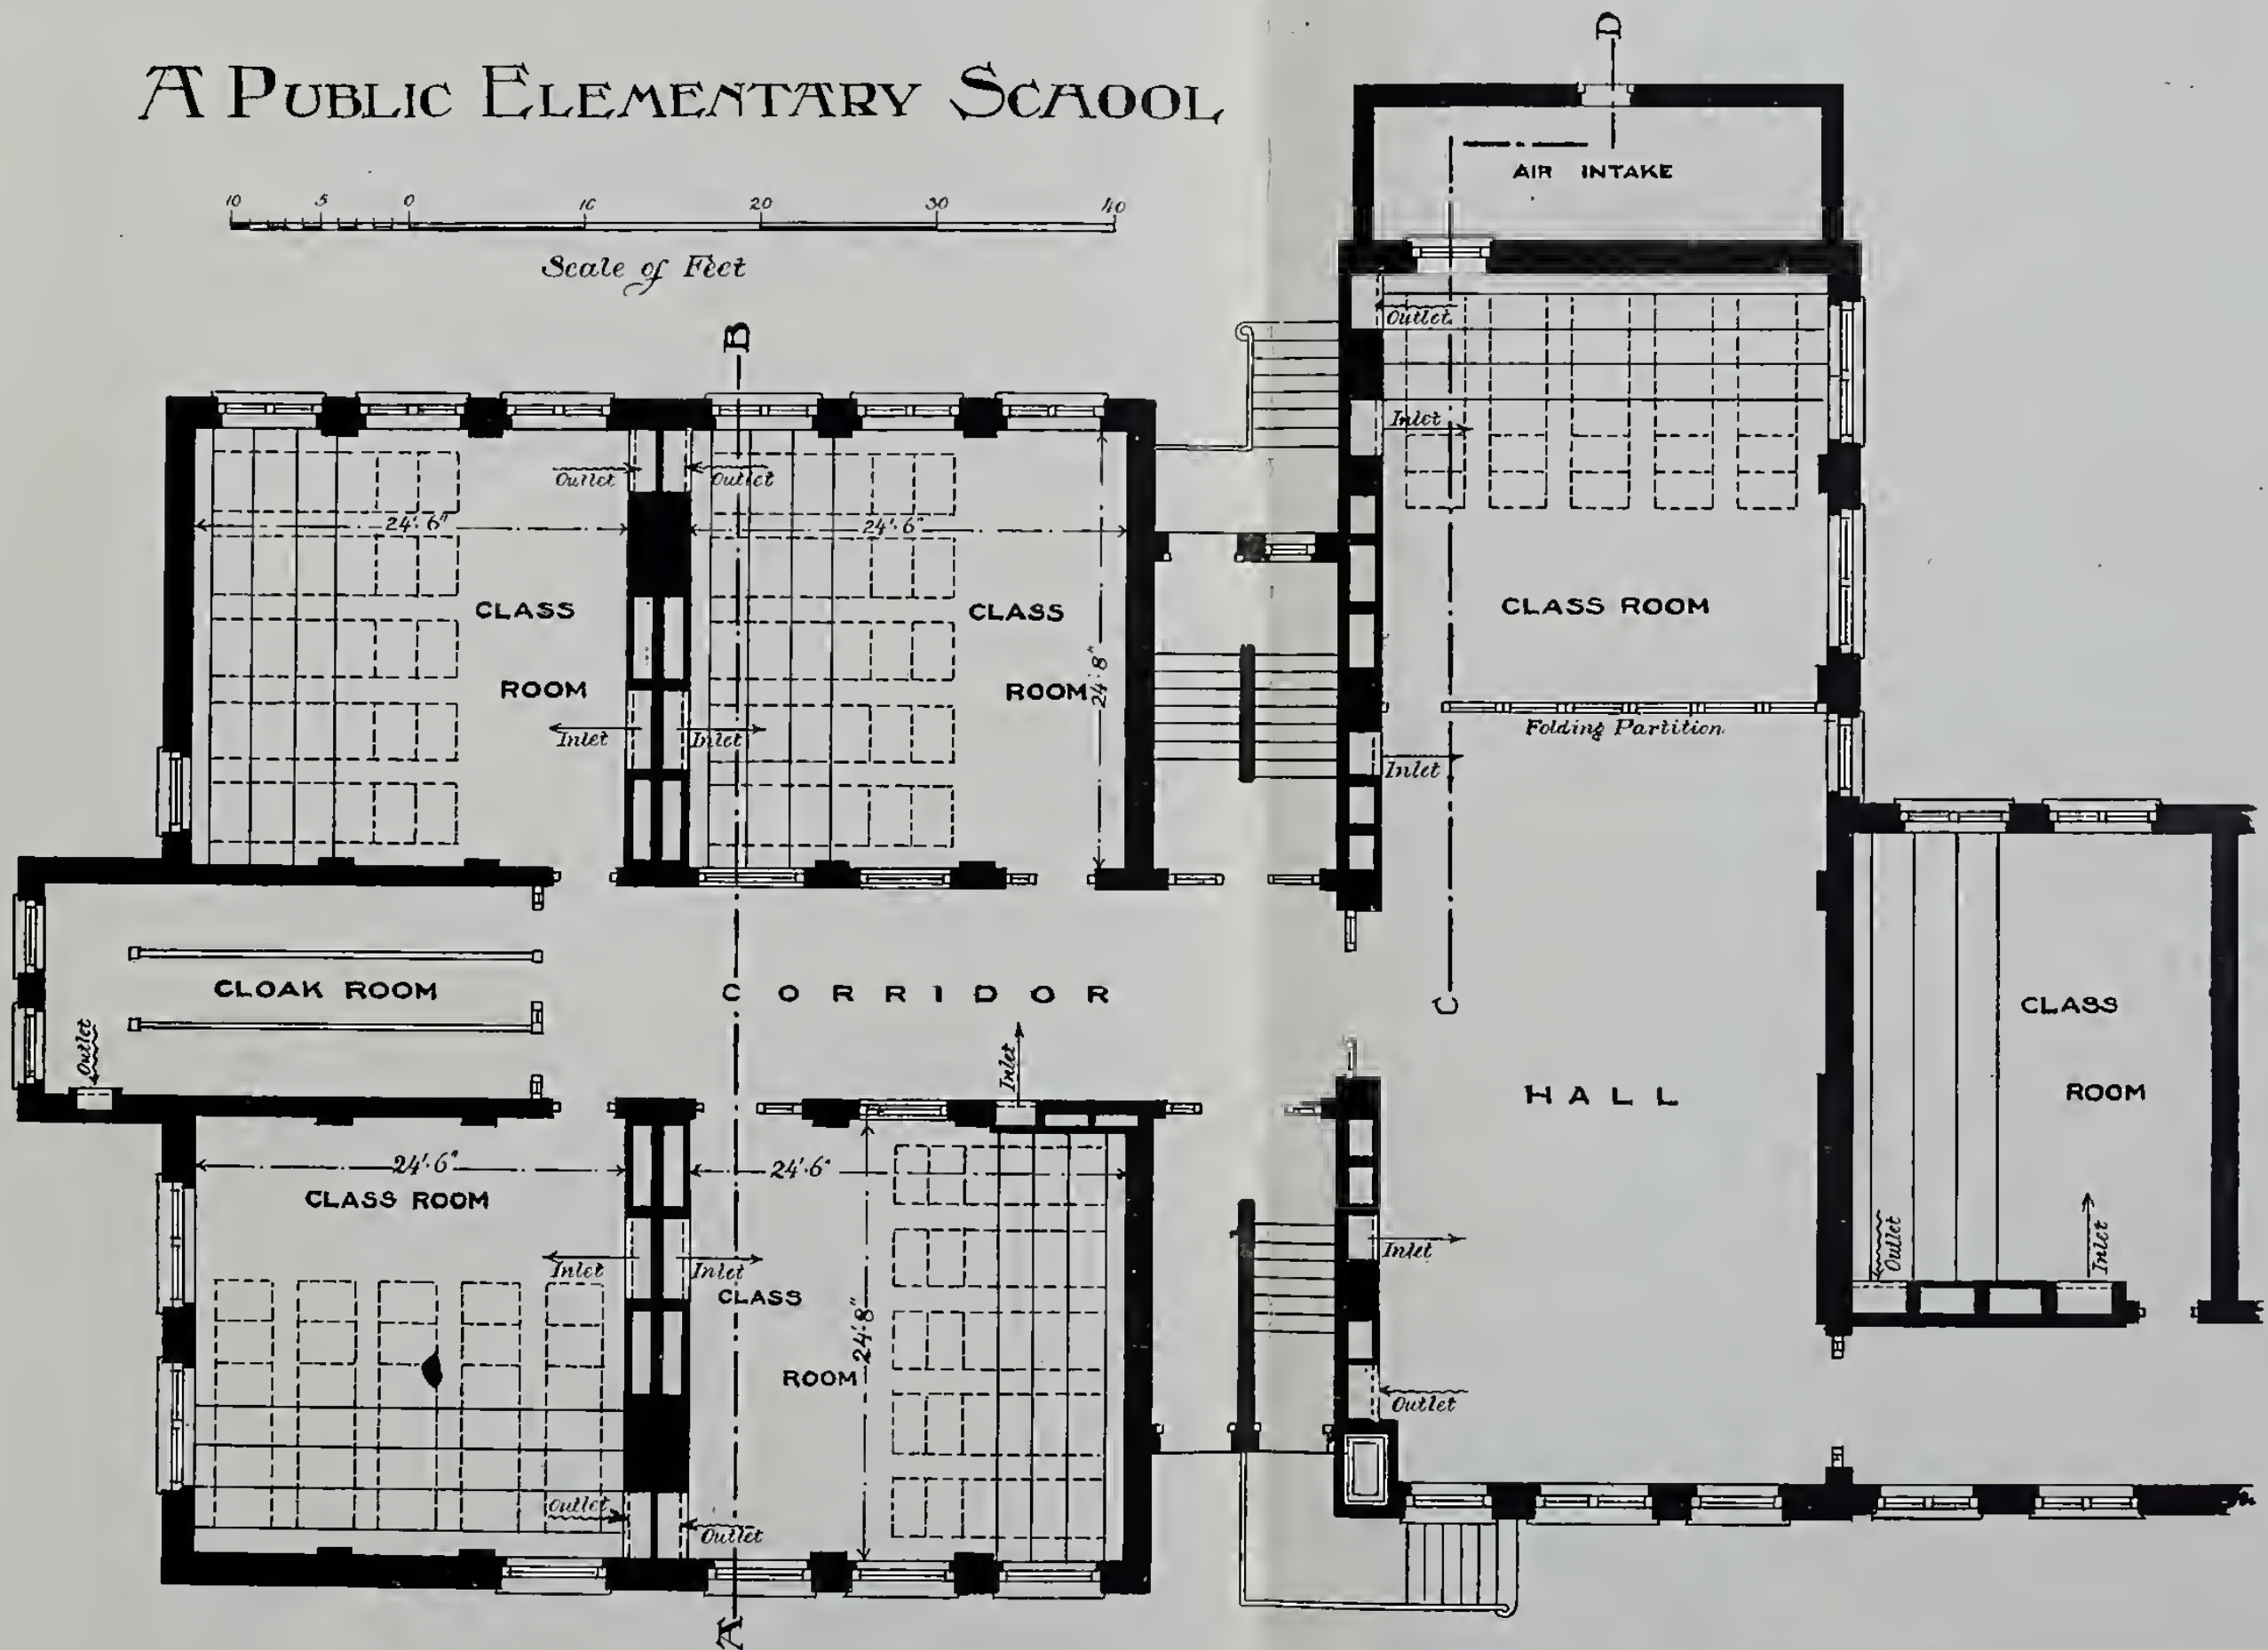 A PUBLIC ELEMENTARY SCHOOL
D
AIR INTAKE
10 5 0 10 20 30 40
Scale of Feet
B
Outlet
Inlet
CLASS ROOM
Folding Partition
Inlet
Outlet
Outlet
24'.6"
24'.6"
CLASS
ROOM
CLASS
ROOM
24'.8"
Inlet
Inlet
CLOAK ROOM
Outlet
CORRIDOR
Inlet
C
HALL
CLASS
ROOM
Outlet
Inlet
24'.6"
24'.6"
CLASS ROOM
Inlet
Inlet
CLASS
ROOM
24'.8"
Inlet
Outlet
Outlet
Outlet
A